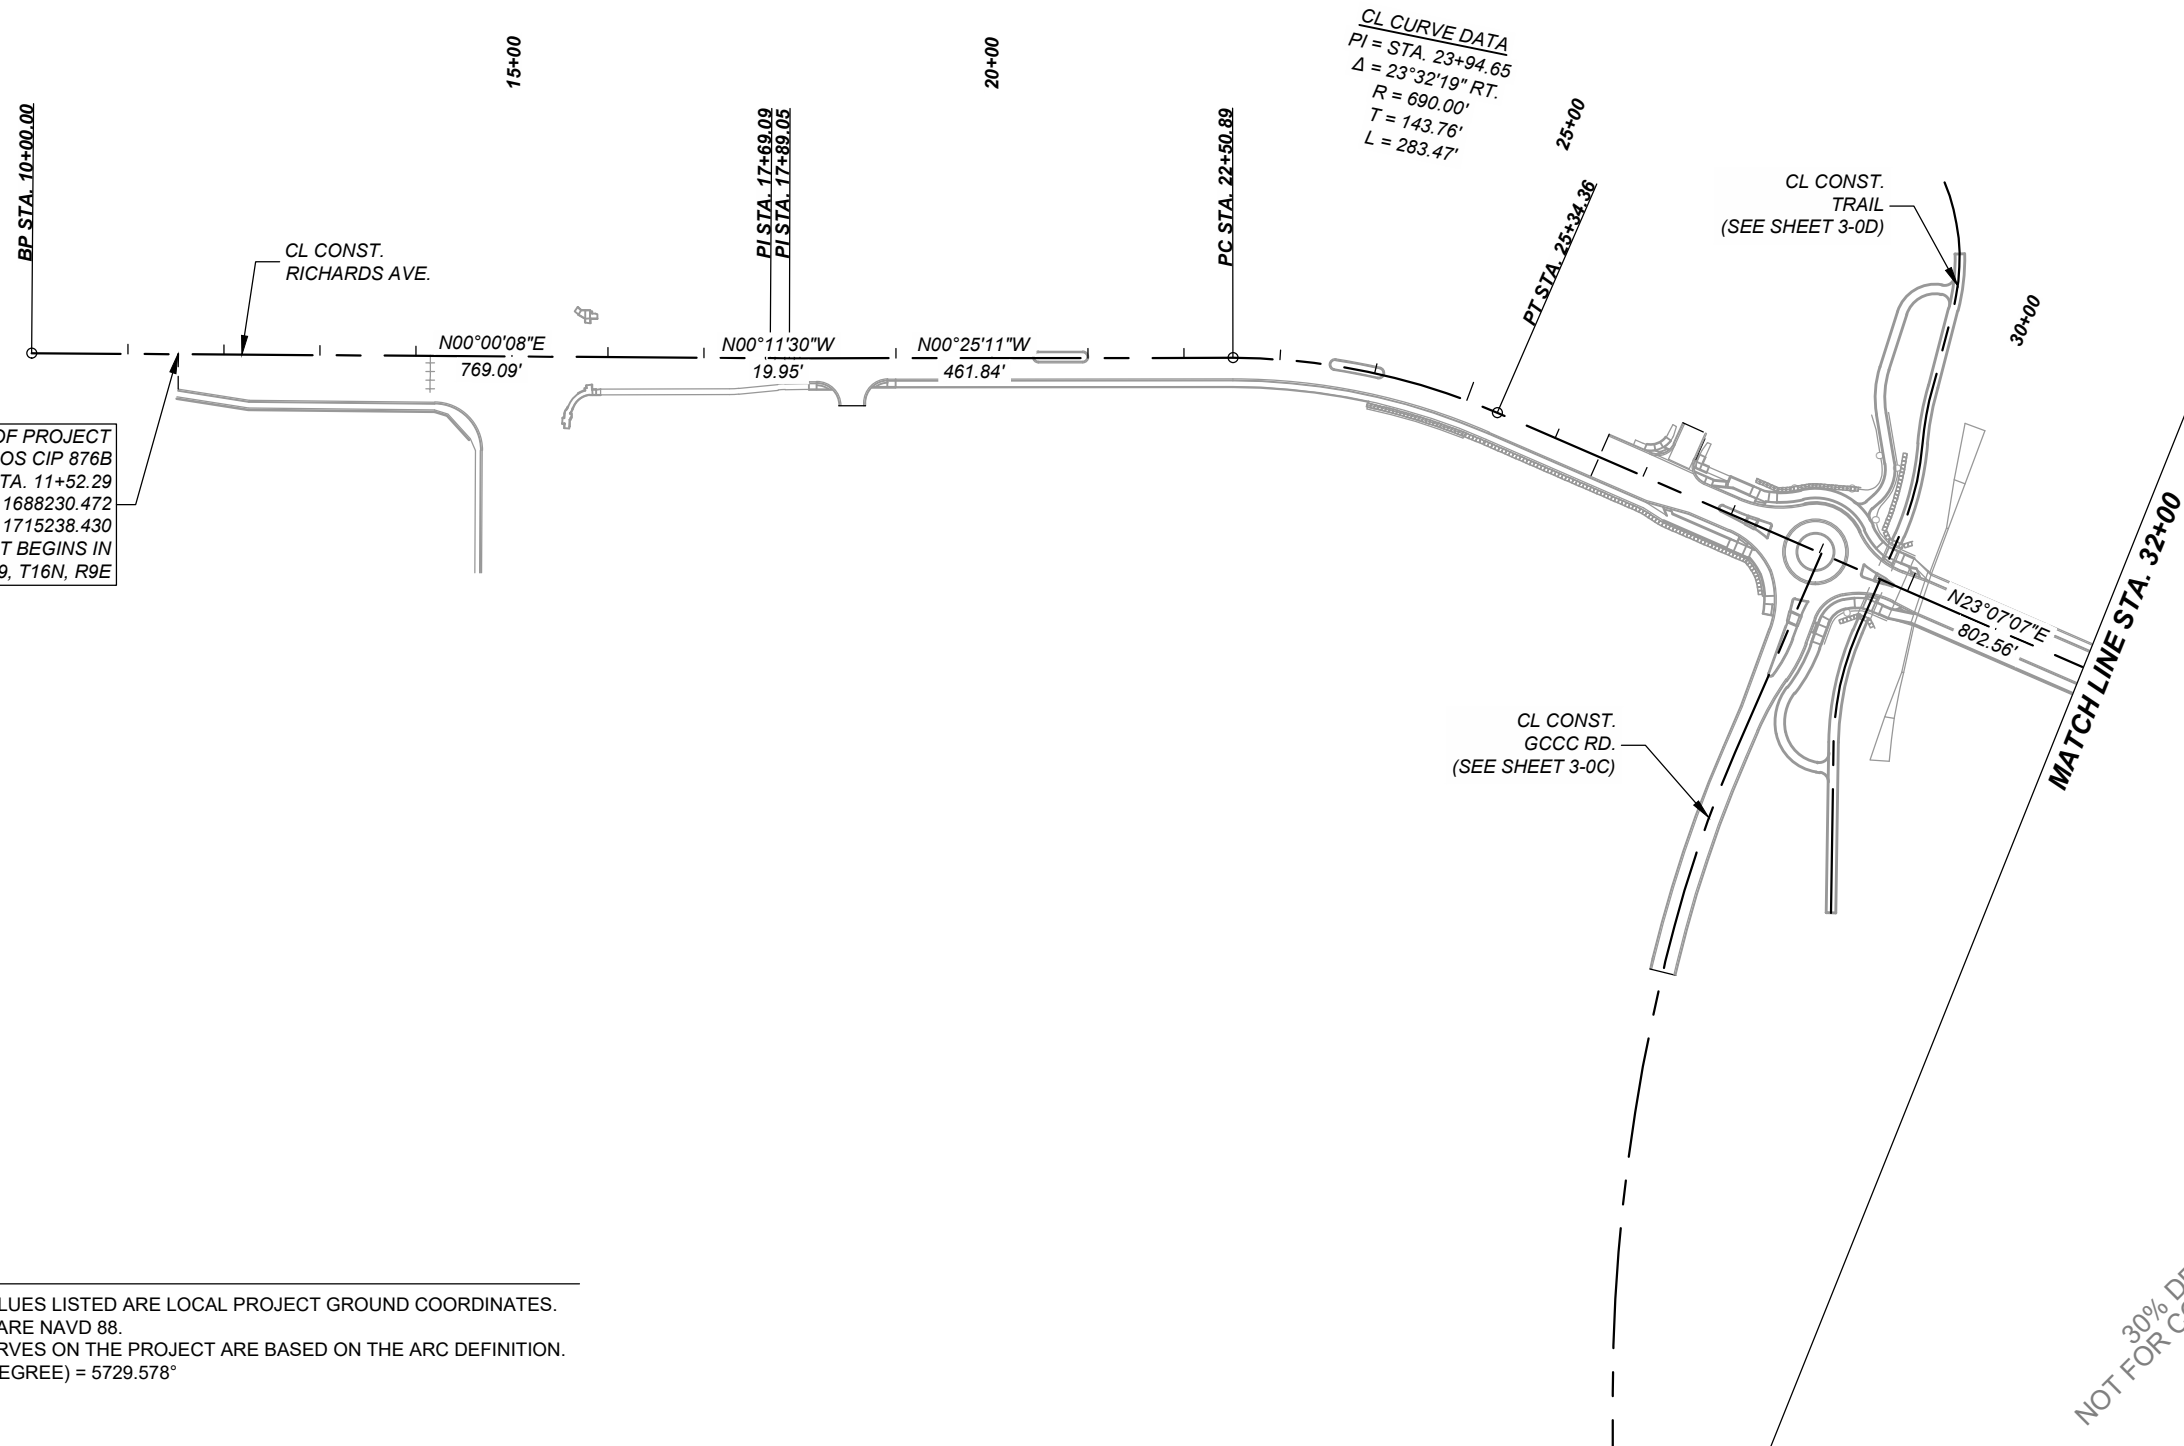 15+00
20+00
CL CURVE DATA
PI = STA. 23+94.65
Δ = 23°32'19" RT.
R = 690.00'
T = 143.76'
L = 283.47'
25+00
30+00
BP STA. 10+00.00
PI STA. 17+69.09
PI STA. 17+89.05
PC STA. 22+50.89
PT STA. 25+34.36
CL CONST.
RICHARDS AVE.
CL CONST.
TRAIL
(SEE SHEET 3-0D)
N00°00'08"E
769.09'
N00°11'30"W
19.95'
N00°25'11"W
461.84'
N23°07'07"E
802.56'
OF PROJECT
OS CIP 876B
TA. 11+52.29
1688230.472
1715238.430
T BEGINS IN
9, T16N, R9E
CL CONST.
GCCC RD.
(SEE SHEET 3-0C)
MATCH LINE STA. 32+00
LUES LISTED ARE LOCAL PROJECT GROUND COORDINATES.
ARE NAVD 88.
RVES ON THE PROJECT ARE BASED ON THE ARC DEFINITION.
EGREE) = 5729.578°
30% DE
NOT FOR CO